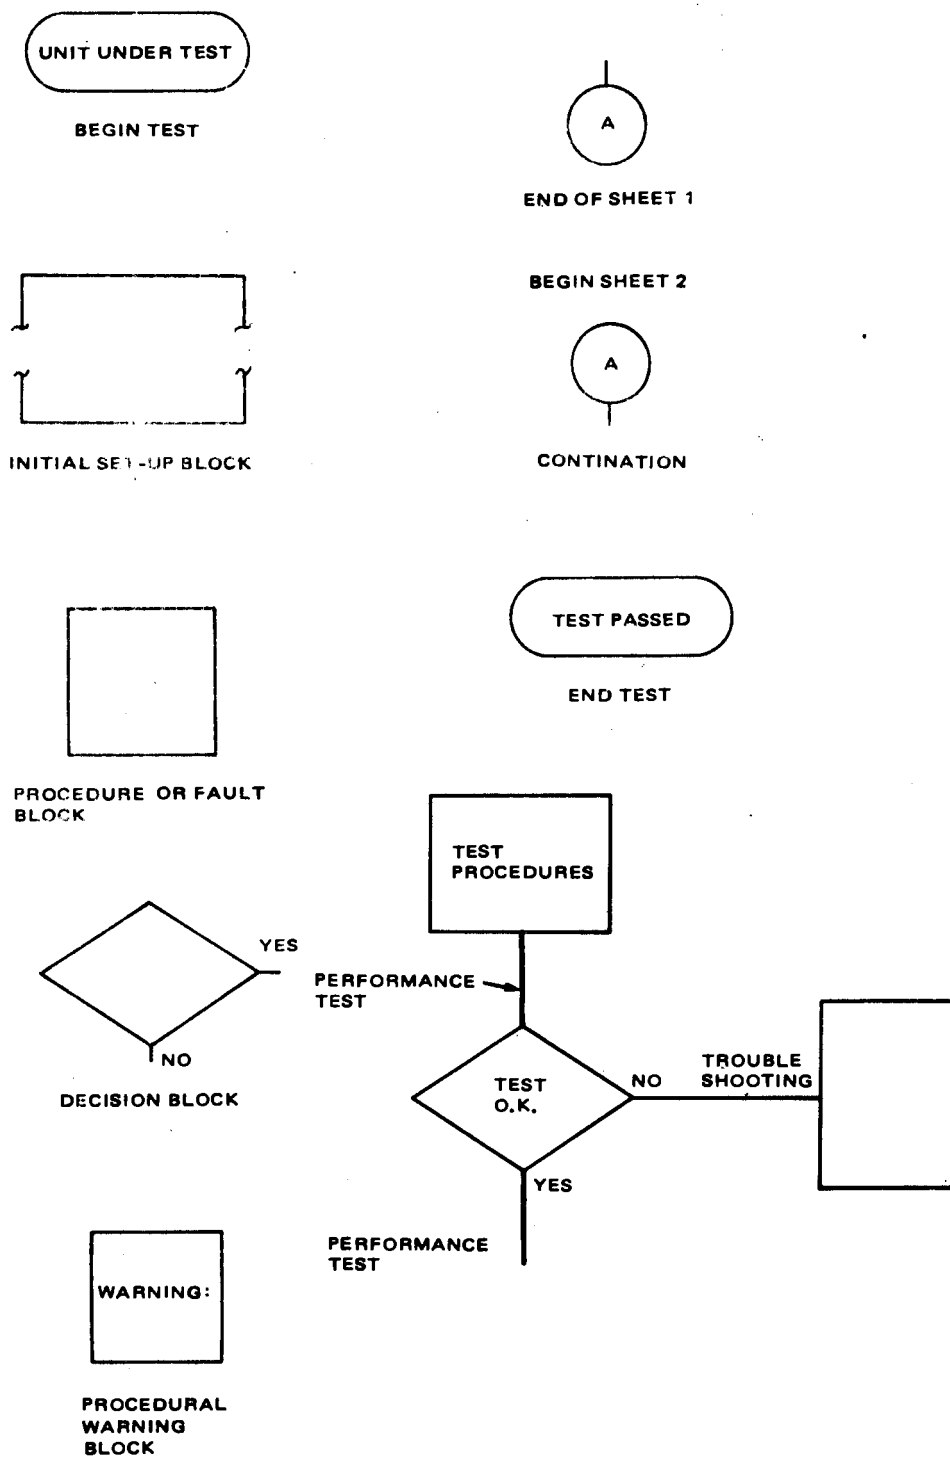 UNIT UNDER TEST
BEGIN TEST
INITIAL SET-UP BLOCK
PROCEDURE OR FAULT
BLOCK
YES
NO
DECISION BLOCK
WARNING:
PROCEDURAL
WARNING
BLOCK
A
END OF SHEET 1
BEGIN SHEET 2
A
CONTINATION
TEST PASSED
END TEST
TEST
PROCEDURES
PERFORMANCE
TEST
TEST
O.K.
NO
TROUBLE
SHOOTING
YES
PERFORMANCE
TEST